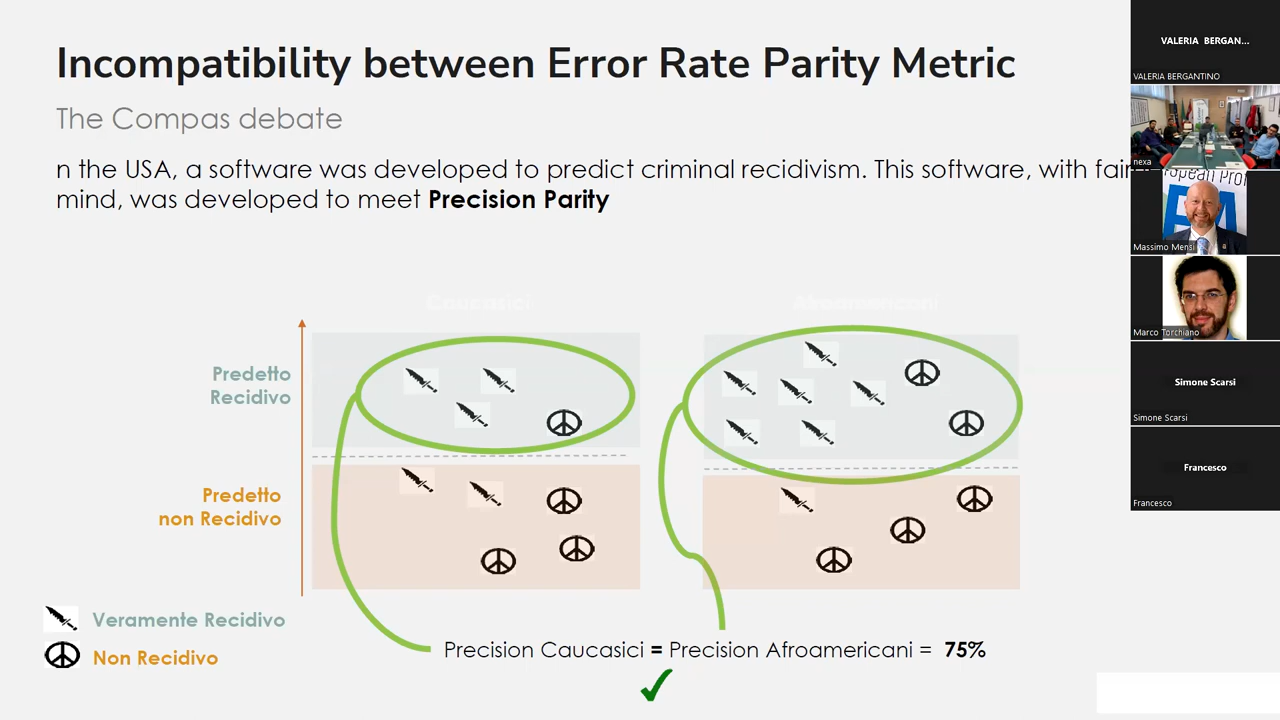 Incompatibility between Error Rate Parity Metric
The Compas debate
n the USA, a software was developed to predict criminal recidivism. This software, with
mind, was developed to meet Precision Parity
Caucasici
Afroamericani
Predetto
Recidivo
Predetto
non Recidivo
Veramente Recidivo
Non Recidivo
Precision Caucasici = Precision Afroamericani = 75%
VALERIA BERGAN...
VALERIA BERGANTINO
nexa
Massimo Mensi
Marco Torchiano
Simone Scarsi
Simone Scarsi
Francesco
Francesco